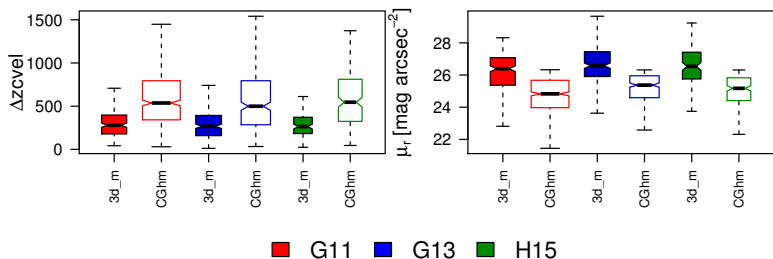 Δzcvel
1500
1000
500
0
3d_m
CGhm
3d_m
CGhm
3d_m
CGhm
μr [mag arcsec−2]
28
26
24
22
3d_m
CGhm
3d_m
CGhm
3d_m
CGhm
G11 G13 H15